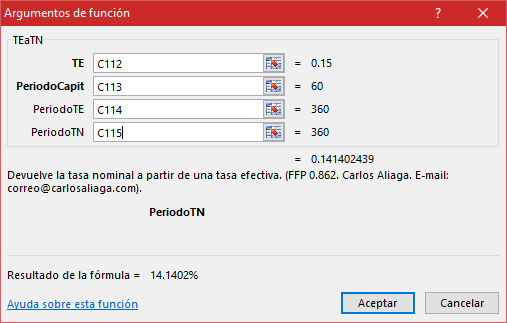 Argumentos de función ? ×
TEaTN
TE C112 = 0.15
PeriodoCapit C113 = 60
PeriodoTE C114 = 360
PeriodoTN C115 = 360
= 0.141402439
Devuelve la tasa nominal a partir de una tasa efectiva. (FFP 0.862. Carlos Aliaga. E-mail:
correo@carlosaliaga.com).
PeriodoTN
Resultado de la fórmula = 14.1402%
Ayuda sobre esta función Aceptar Cancelar